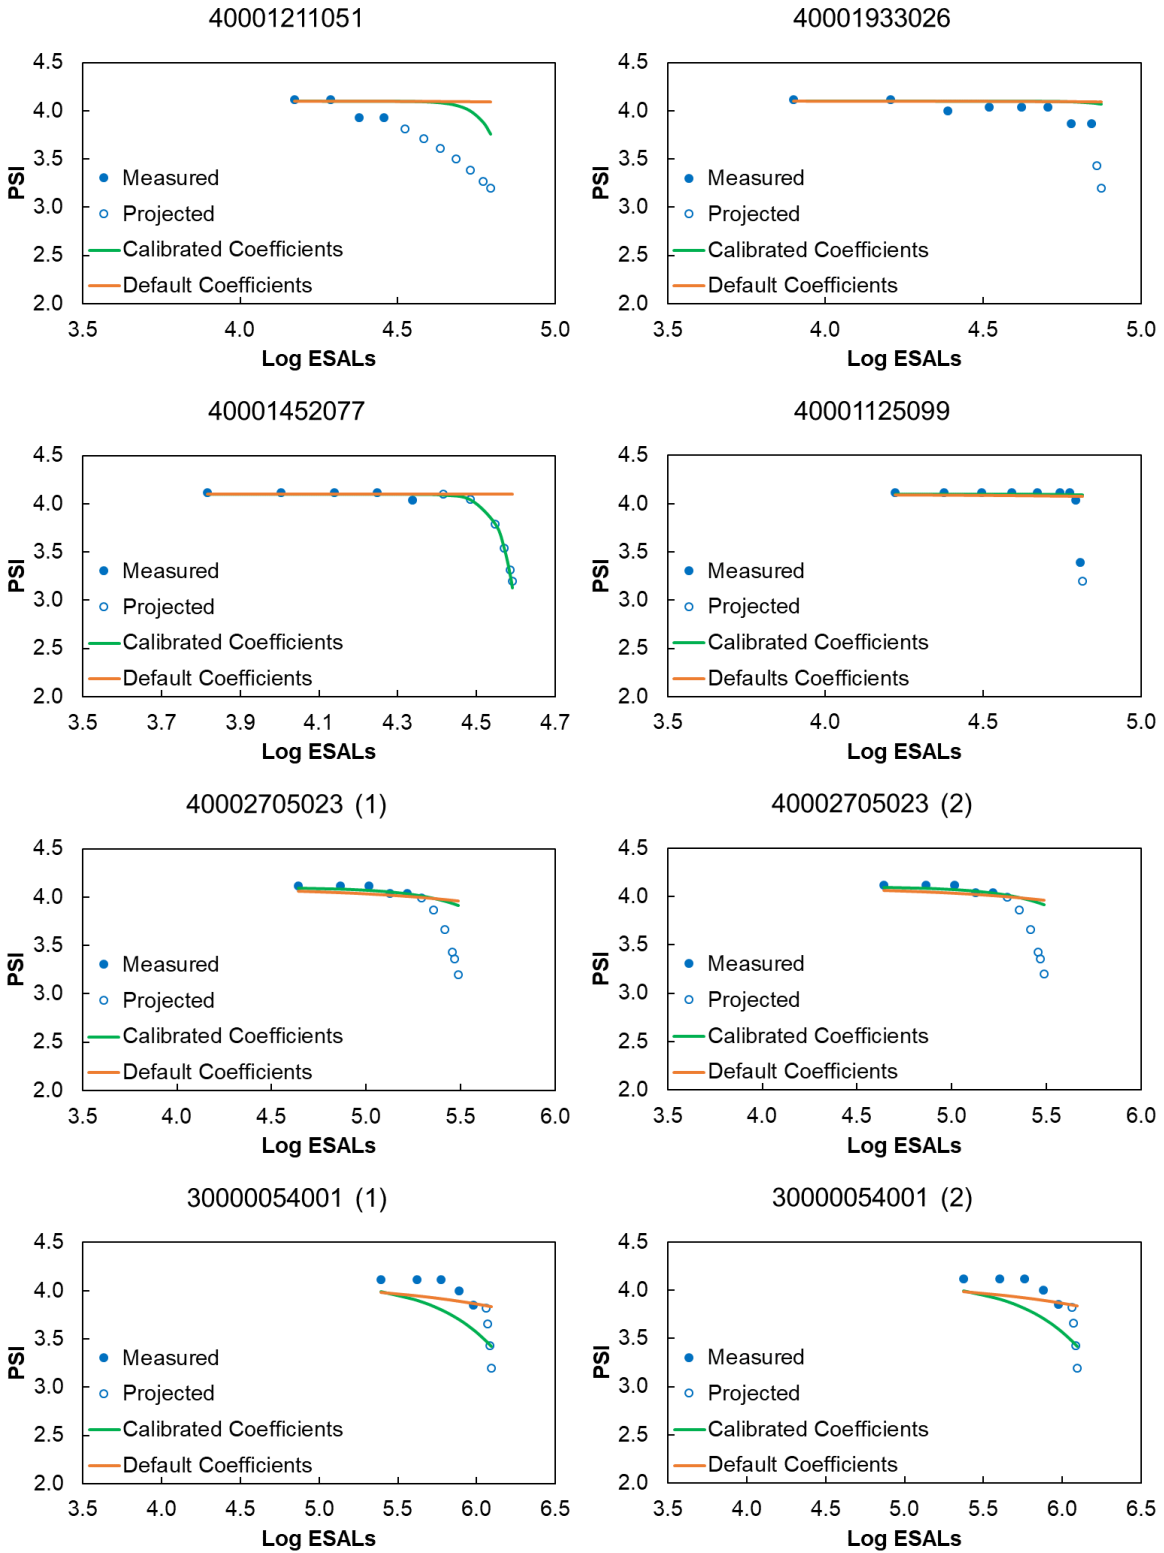 40001211051
4.5
4.0
3.5
3.0
2.5
2.0
PSI
Measured
Projected
Calibrated Coefficients
Default Coefficients
3.5 4.0 4.5 5.0
Log ESALs
40001933026
4.5
4.0
3.5
3.0
2.5
2.0
PSI
Measured
Projected
Calibrated Coefficients
Default Coefficients
3.5 4.0 4.5 5.0
Log ESALs
40001452077
4.5
4.0
3.5
3.0
2.5
2.0
PSI
Measured
Projected
Calibrated Coefficients
Default Coefficients
3.5 3.7 3.9 4.1 4.3 4.5 4.7
Log ESALs
40001125099
4.5
4.0
3.5
3.0
2.5
2.0
PSI
Measured
Projected
Calibrated Coefficients
Defaults Coefficients
3.5 4.0 4.5 5.0
Log ESALs
40002705023 (1)
4.5
4.0
3.5
3.0
2.5
2.0
PSI
Measured
Projected
Calibrated Coefficients
Default Coefficients
3.5 4.0 4.5 5.0 5.5 6.0
Log ESALs
40002705023 (2)
4.5
4.0
3.5
3.0
2.5
2.0
PSI
Measured
Projected
Calibrated Coefficients
Default Coefficients
3.5 4.0 4.5 5.0 5.5 6.0
Log ESALs
30000054001 (1)
4.5
4.0
3.5
3.0
2.5
2.0
PSI
Measured
Projected
Calibrated Coefficients
Default Coefficients
3.5 4.0 4.5 5.0 5.5 6.0 6.5
Log ESALs
30000054001 (2)
4.5
4.0
3.5
3.0
2.5
2.0
PSI
Measured
Projected
Calibrated Coefficients
Default Coefficients
3.5 4.0 4.5 5.0 5.5 6.0 6.5
Log ESALs